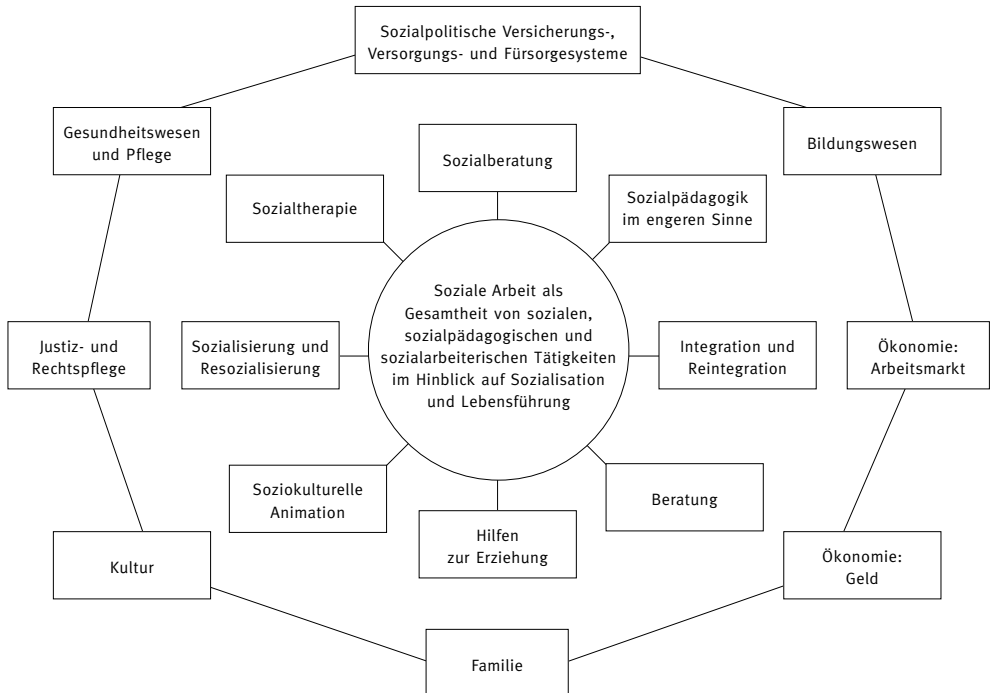 Sozialpolitische Versicherungs-,
Versorgungs- und Fürsorgesysteme
Gesundheitswesen
und Pflege
Bildungswesen
Sozialberatung
Sozialtherapie
Sozialpädagogik
im engeren Sinne
Soziale Arbeit als
Gesamtheit von sozialen,
sozialpädagogischen und
sozialarbeiterischen Tätigkeiten
im Hinblick auf Sozialisation
und Lebensführung
Justiz- und
Rechtspflege
Sozialisierung und
Resozialisierung
Integration und
Reintegration
Ökonomie:
Arbeitsmarkt
Soziokulturelle
Animation
Beratung
Hilfen
zur Erziehung
Kultur
Ökonomie:
Geld
Familie